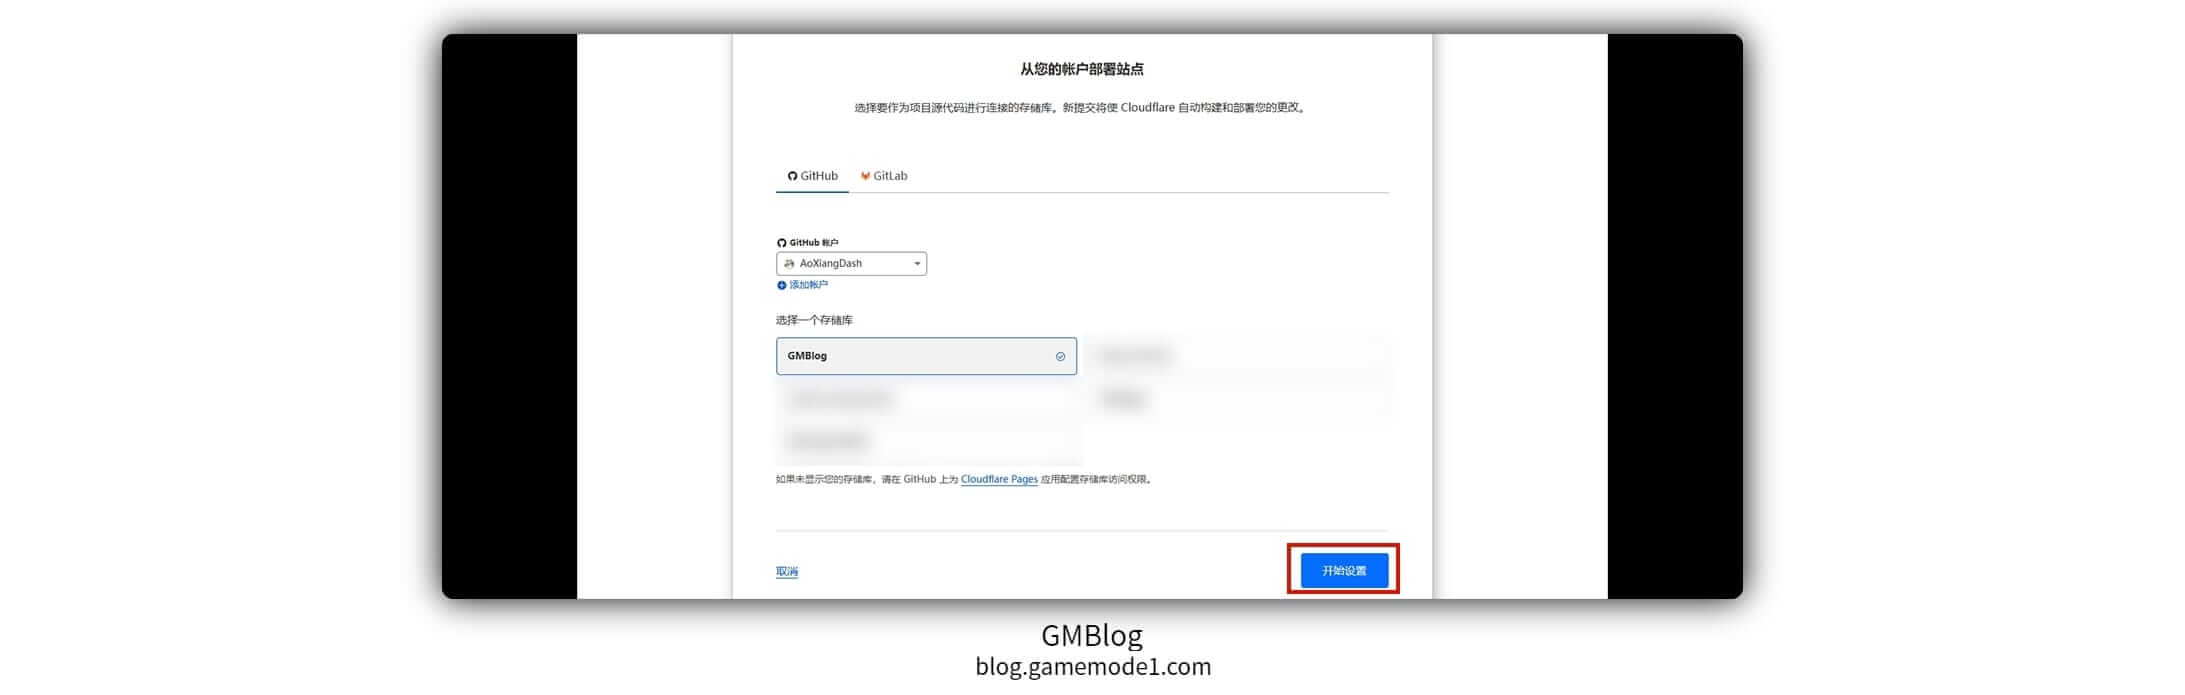 从您的帐户部署站点
选择要作为项目源代码进行连接的存储库。新提交将使 Cloudflare 自动构建和部署您的更改。
GitHub GitLab
GitHub 帐户
AoXiangDash
添加帐户
选择一个存储库
GMBlog
如果未显示您的存储库，请在 GitHub 上为 Cloudflare Pages 应用配置存储库访问权限。
取消 开始设置
GMBlog
blog.gamemode1.com